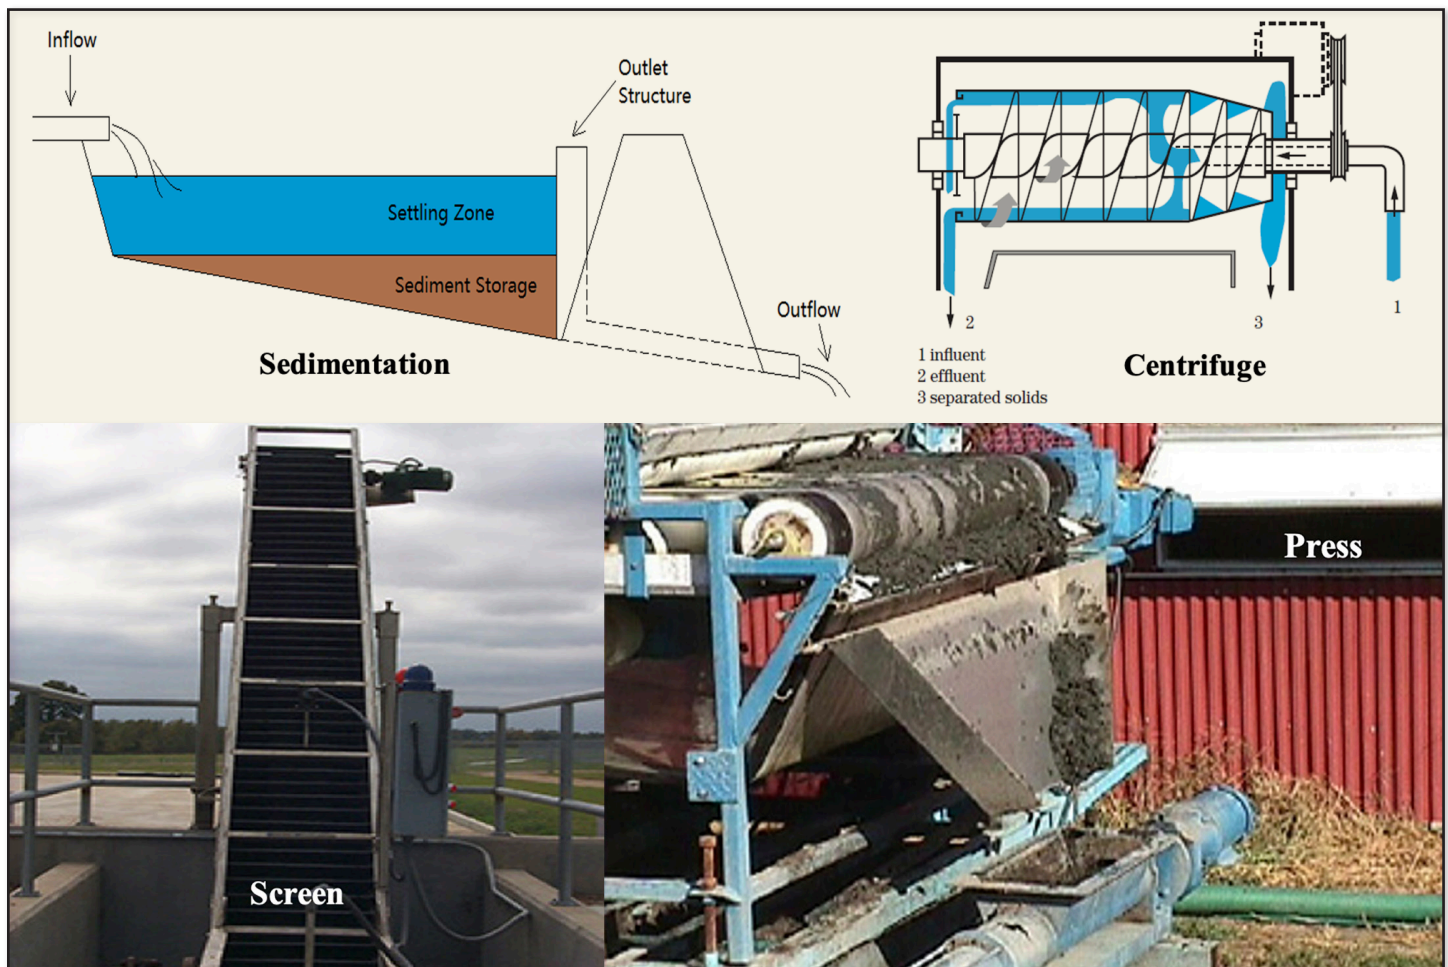 Inflow
Outlet
Structure
Settling Zone
Sediment Storage
Outflow
Sedimentation
2
3
1
1 influent
2 effluent
3 separated solids
Centrifuge
Screen
Press